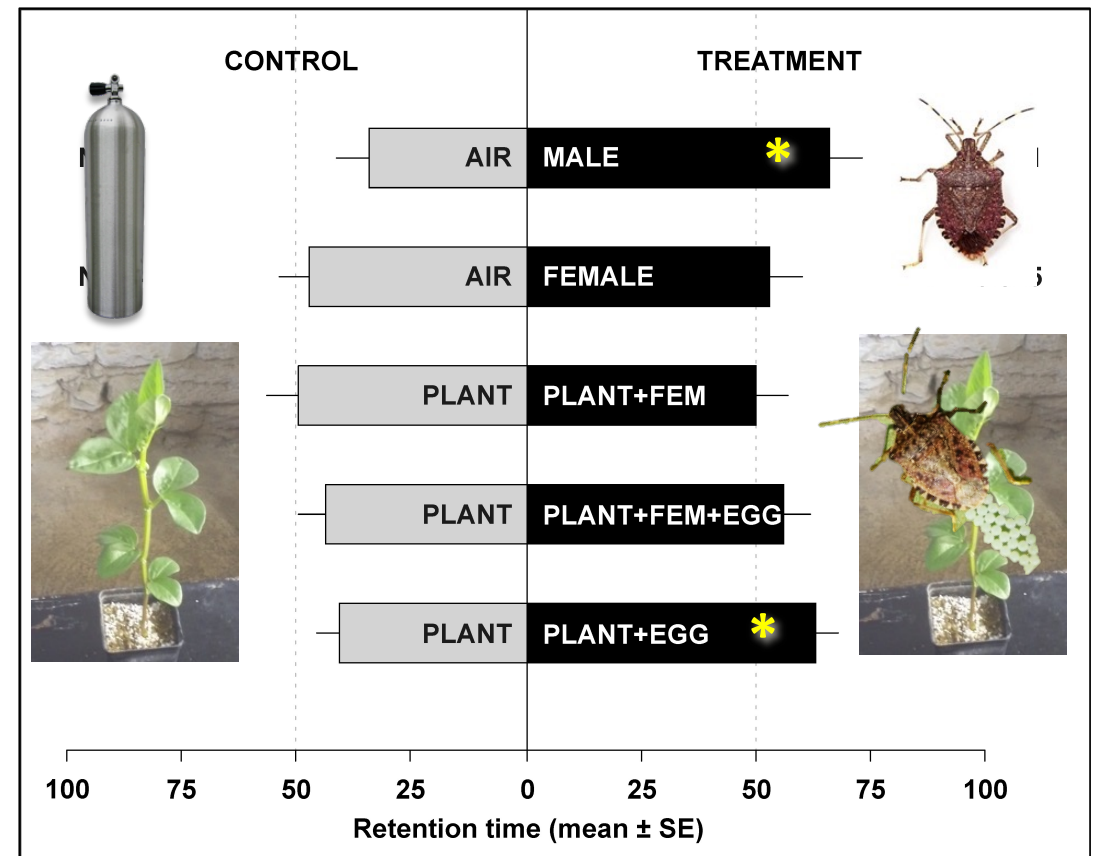 CONTROL TREATMENT
AIR MALE *
AIR FEMALE
PLANT PLANT+FEM
PLANT PLANT+FEM+EGG
PLANT PLANT+EGG *
100 75 50 25 0 25 50 75 100
Retention time (mean ± SE)